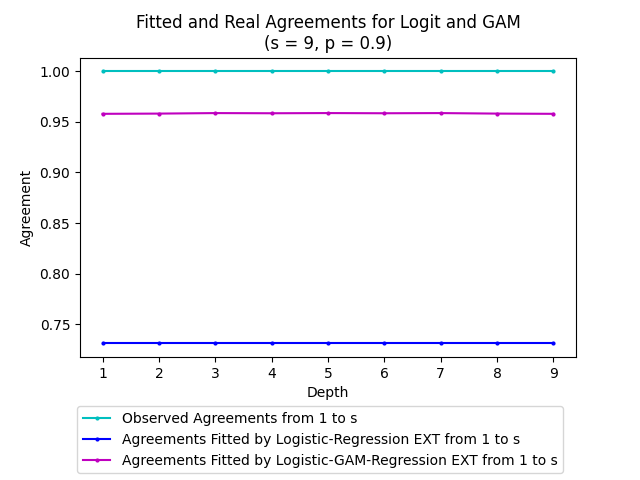 Fitted and Real Agreements for Logit and GAM
(s = 9, p = 0.9)
1.00
0.95
0.90
0.85
0.80
0.75
Agreement
1 2 3 4 5 6 7 8 9
Depth
Observed Agreements from 1 to s
Agreements Fitted by Logistic-Regression EXT from 1 to s
Agreements Fitted by Logistic-GAM-Regression EXT from 1 to s